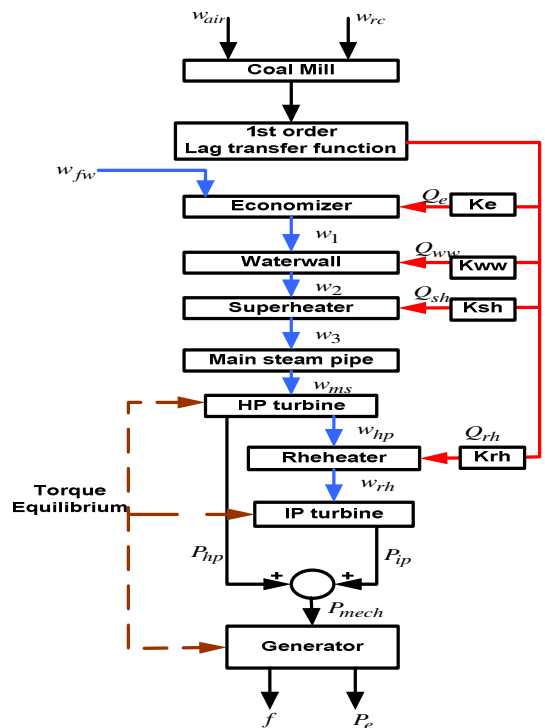 w_air w_rc
Coal Mill
1st order
Lag transfer function
w_fw
Economizer
Q_e
Ke
w_1
Waterwall
Q_ww
Kww
w_2
Superheater
Q_sh
Ksh
w_3
Main steam pipe
w_ms
HP turbine
w_hp
Rheheater
Q_rh
Krh
w_rh
IP turbine
Torque
Equilibrium
P_hp
P_ip
+ +
P_mech
Generator
f P_e